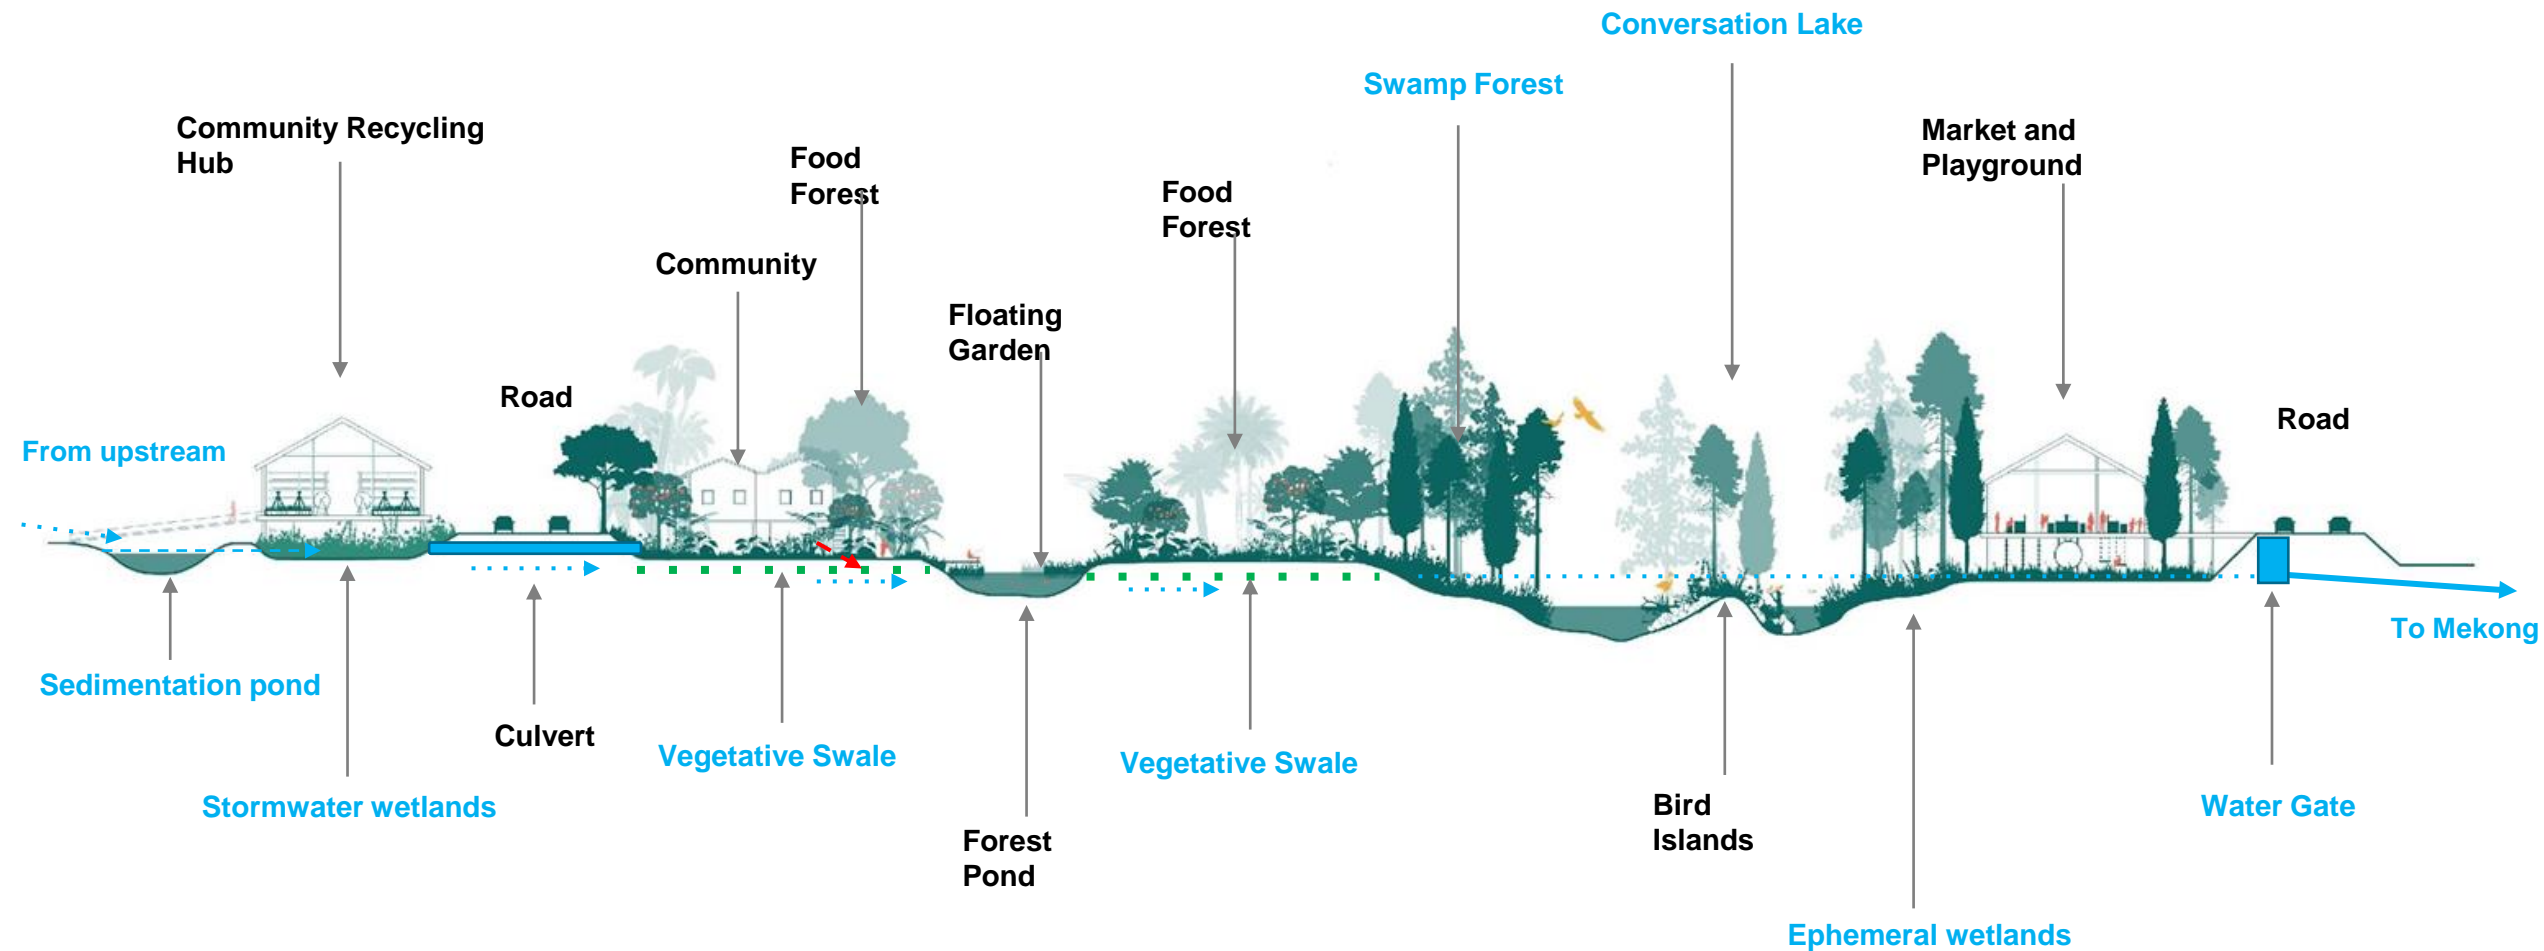 Conversation Lake
Swamp Forest
Community Recycling
Hub
Market and
Playground
Food
Forest
Food
Forest
Community
Floating
Garden
Road
Road
From upstream
To Mekong
Sedimentation pond
Culvert
Vegetative Swale
Vegetative Swale
Stormwater wetlands
Bird
Islands
Water Gate
Forest
Pond
Ephemeral wetlands